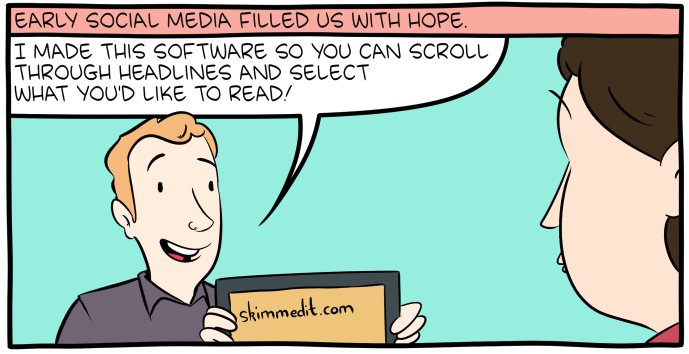 EARLY SOCIAL MEDIA FILLED US WITH HOPE.
I MADE THIS SOFTWARE SO YOU CAN SCROLL
THROUGH HEADLINES AND SELECT
WHAT YOU'D LIKE TO READ!
skimmedit.com